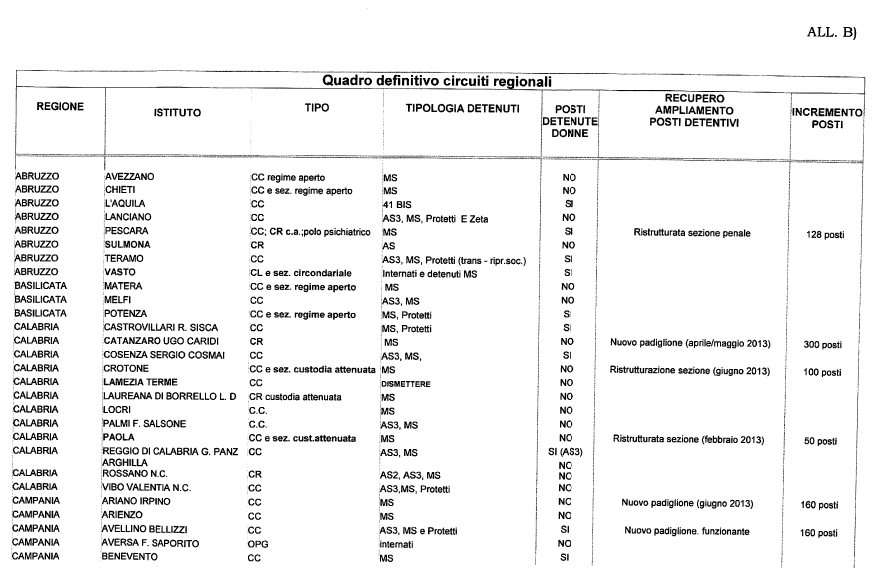 ALL. B)
Quadro definitivo circuiti regionali
REGIONE ISTITUTO TIPO TIPOLOGIA DETENUTI POSTI DETENUTE DONNE RECUPERO AMPLIAMENTO POSTI DETENTIVI INCREMENTO POSTI
ABRUZZO AVEZZANO CC regime aperto MS NO
ABRUZZO CHIETI CC e sez. regime aperto MS NO
ABRUZZO L'AQUILA CC 41 BIS SI
ABRUZZO LANCIANO CC AS3, MS, Protetti E Zeta NO
ABRUZZO PESCARA CC; CR c.a.;polo psichiatrico MS SI Ristrutturata sezione penale 128 posti
ABRUZZO SULMONA CR AS NO
ABRUZZO TERAMO CC AS3, MS, Protetti (trans - ripr.soc.) SI
ABRUZZO VASTO CL e sez. circondariale Internati e detenuti MS SI
BASILICATA MATERA CC e sez. regime aperto MS NO
BASILICATA MELFI CC AS3, MS NO
BASILICATA POTENZA CC e sez. regime aperto MS, Protetti SI
CALABRIA CASTROVILLARI R. SISCA CC MS, Protetti SI
CALABRIA CATANZARO UGO CARIDI CR MS NO Nuovo padiglione (aprile/maggio 2013) 300 posti
CALABRIA COSENZA SERGIO COSMAI CC AS3, MS, SI
CALABRIA CROTONE CC e sez. custodia attenuata MS NO Ristrutturazione sezione (giugno 2013) 100 posti
CALABRIA LAMEZIA TERME CC DISMETTERE NO
CALABRIA LAUREANA DI BORRELLO L. D CR custodia attenuata MS NO
CALABRIA LOCRI C.C. MS NO
CALABRIA PALMI F. SALSONE C.C. AS3, MS NO
CALABRIA PAOLA CC e sez. cust.attenuata MS NO Ristrutturata sezione (febbraio 2013) 50 posti
CALABRIA REGGIO DI CALABRIA G. PANZ CC AS3, MS SI (AS3)
ARGHILLA NO
CALABRIA ROSSANO N.C. CR AS2, AS3, MS NO
CALABRIA VIBO VALENTIA N.C. CC AS3,MS, Protetti NO
CAMPANIA ARIANO IRPINO CC MS NO Nuovo padiglione (giugno 2013) 160 posti
CAMPANIA ARIENZO CC MS NO
CAMPANIA AVELLINO BELLIZZI CC AS3, MS e Protetti SI Nuovo padiglione. funzionante 160 posti
CAMPANIA AVERSA F. SAPORITO OPG internati NO
CAMPANIA BENEVENTO CC MS SI